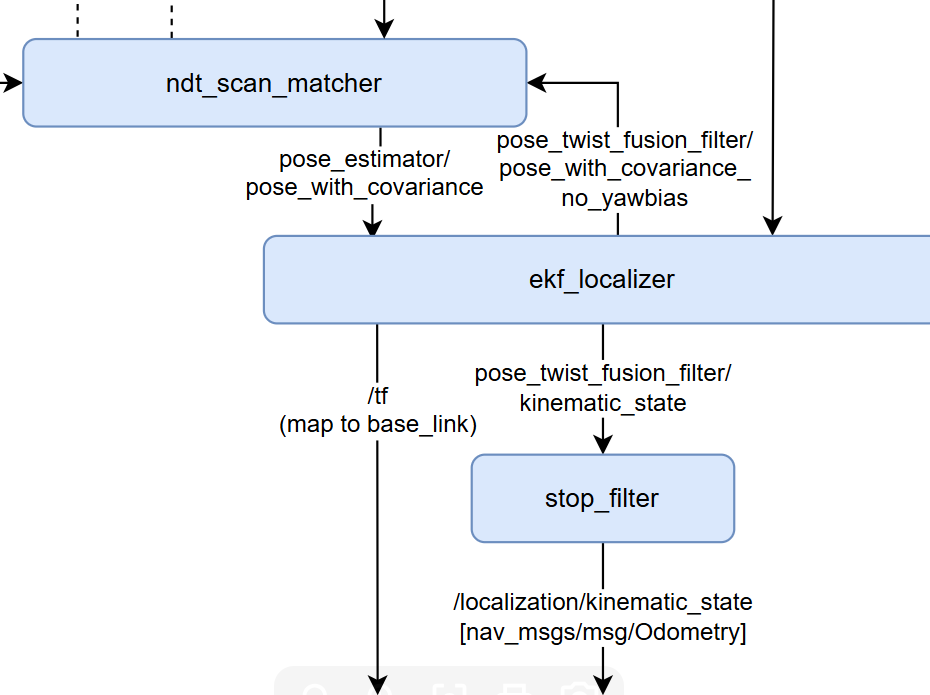 ndt_scan_matcher
pose_estimator/
pose_with_covariance
pose_twist_fusion_filter/
pose_with_covariance_
no_yawbias
ekf_localizer
/tf
(map to base_link)
pose_twist_fusion_filter/
kinematic_state
stop_filter
/localization/kinematic_state
[nav_msgs/msg/Odometry]